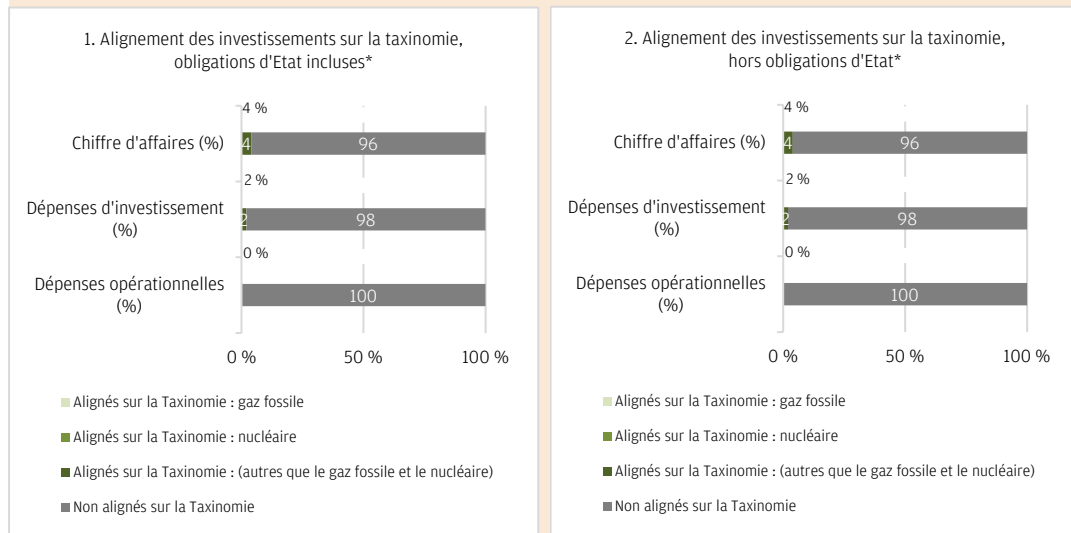 1. Alignement des investissements sur la taxinomie,
obligations d'Etat incluses*
4 %
Chiffre d'affaires (%)
4
96
2 %
Dépenses d'investissement
(%)
2
98
0 %
Dépenses opérationnelles
(%)
100
0 %
50 %
100 %
Alignés sur la Taxinomie : gaz fossile
Alignés sur la Taxinomie : nucléaire
Alignés sur la Taxinomie : (autres que le gaz fossile et le nucléaire)
Non alignés sur la Taxinomie
2. Alignement des investissements sur la taxinomie,
hors obligations d'Etat*
4 %
Chiffre d'affaires (%)
4
96
2 %
Dépenses d'investissement
(%)
2
98
0 %
Dépenses opérationnelles
(%)
100
0 %
50 %
100 %
Alignés sur la Taxinomie : gaz fossile
Alignés sur la Taxinomie : nucléaire
Alignés sur la Taxinomie : (autres que le gaz fossile et le nucléaire)
Non alignés sur la Taxinomie